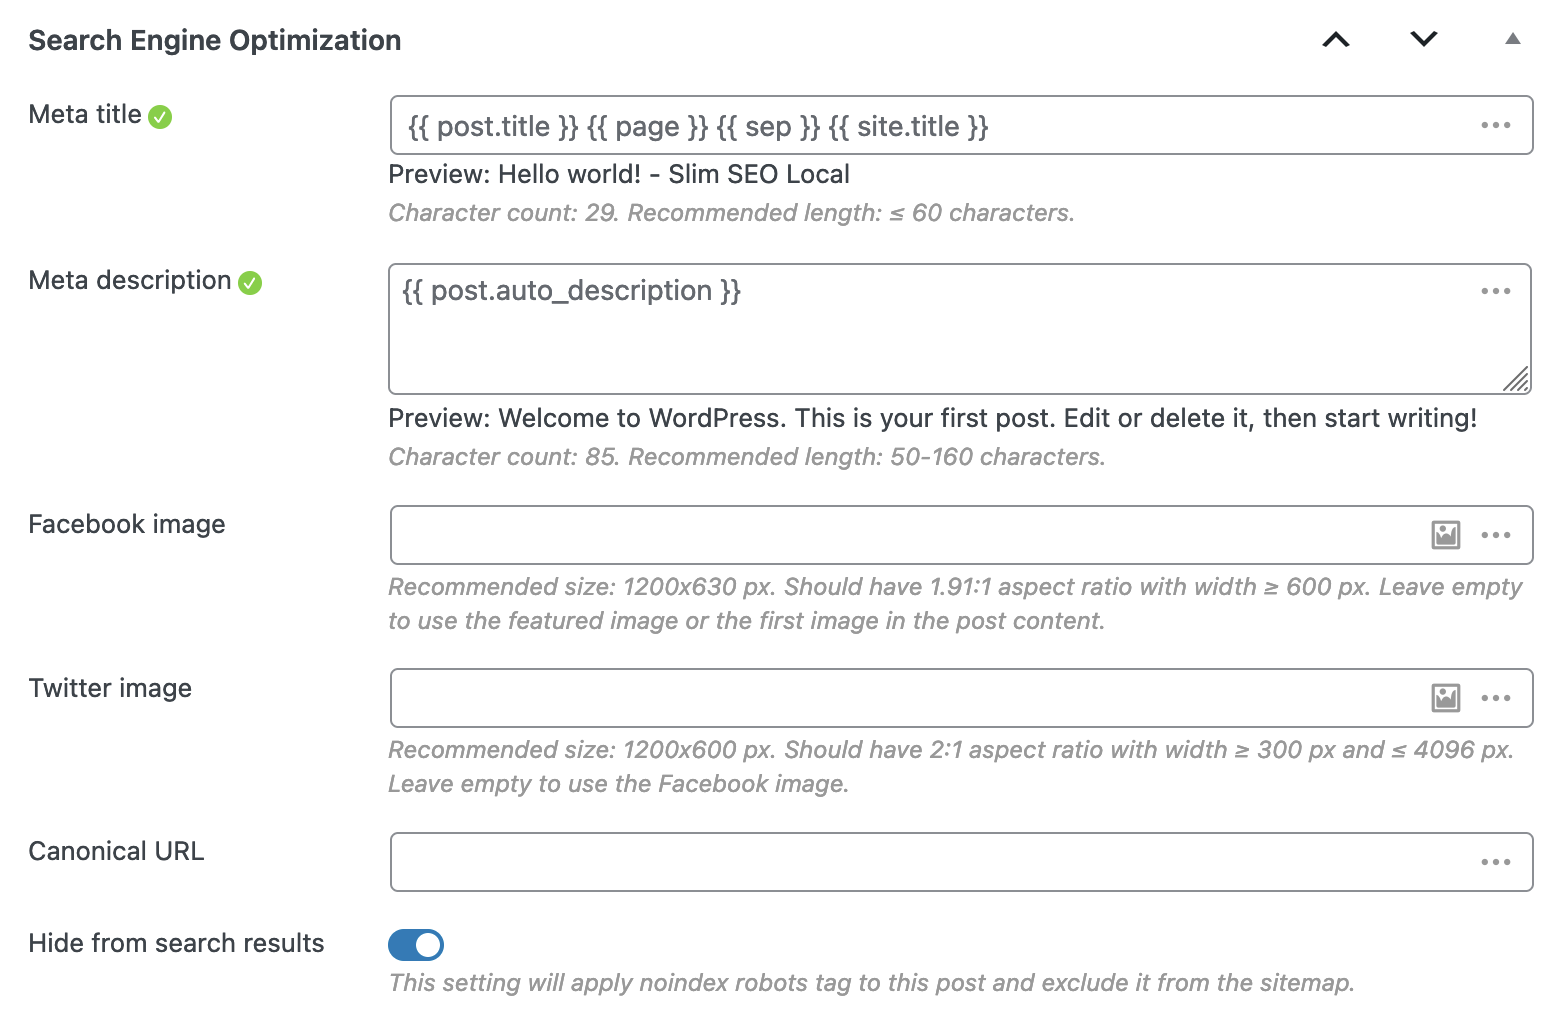 Search Engine Optimization
Meta title
{{ post.title }} {{ page }} {{ sep }} {{ site.title }}
Preview: Hello world! - Slim SEO Local
Character count: 29. Recommended length: ≤ 60 characters.
Meta description
{{ post.auto_description }}
Preview: Welcome to WordPress. This is your first post. Edit or delete it, then start writing!
Character count: 85. Recommended length: 50-160 characters.
Facebook image
Recommended size: 1200x630 px. Should have 1.91:1 aspect ratio with width ≥ 600 px. Leave empty
to use the featured image or the first image in the post content.
Twitter image
Recommended size: 1200x600 px. Should have 2:1 aspect ratio with width ≥ 300 px and ≤ 4096 px.
Leave empty to use the Facebook image.
Canonical URL
Hide from search results
This setting will apply noindex robots tag to this post and exclude it from the sitemap.